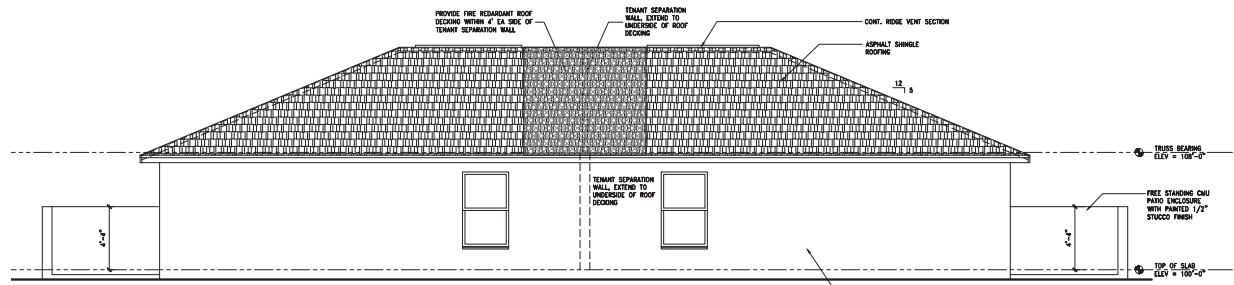 PROVIDE FIRE REDARDANT ROOF
DECKING WITHIN 4' EA SIDE OF
TENANT SEPARATION WALL
TENANT SEPARATION
WALL, EXTEND TO
UNDERSIDE OF ROOF
DECKING
CONT. RIDGE VENT SECTION
ASPHALT SHINGLE
ROOFING
12
5
TRUSS BEARING
ELEV = 108'-0"
TENANT SEPARATION
WALL, EXTEND TO
UNDERSIDE OF ROOF
DECKING
FREE STANDING CMU
PATIO ENCLOSURE
WITH PAINTED 1/2"
STUCCO FINISH
4'-4"
4'-4"
TOP OF SLAB
ELEV = 100'-0"